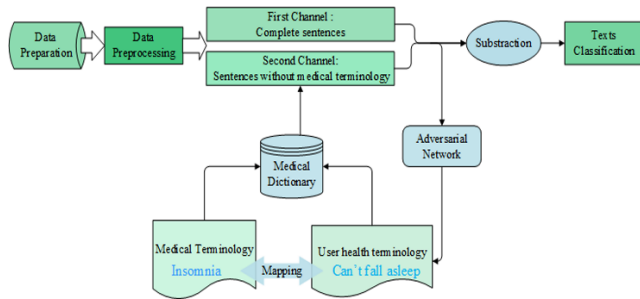 Data
Preparation
Data
Preprocessing
First Channel :
Complete sentences
Second Channel:
Sentences without medical terminology
Substraction
Texts
Classification
Adversarial
Network
Medical
Dictionary
Medical Terminology
Insomnia
Mapping
User health terminology
Can't fall asleep